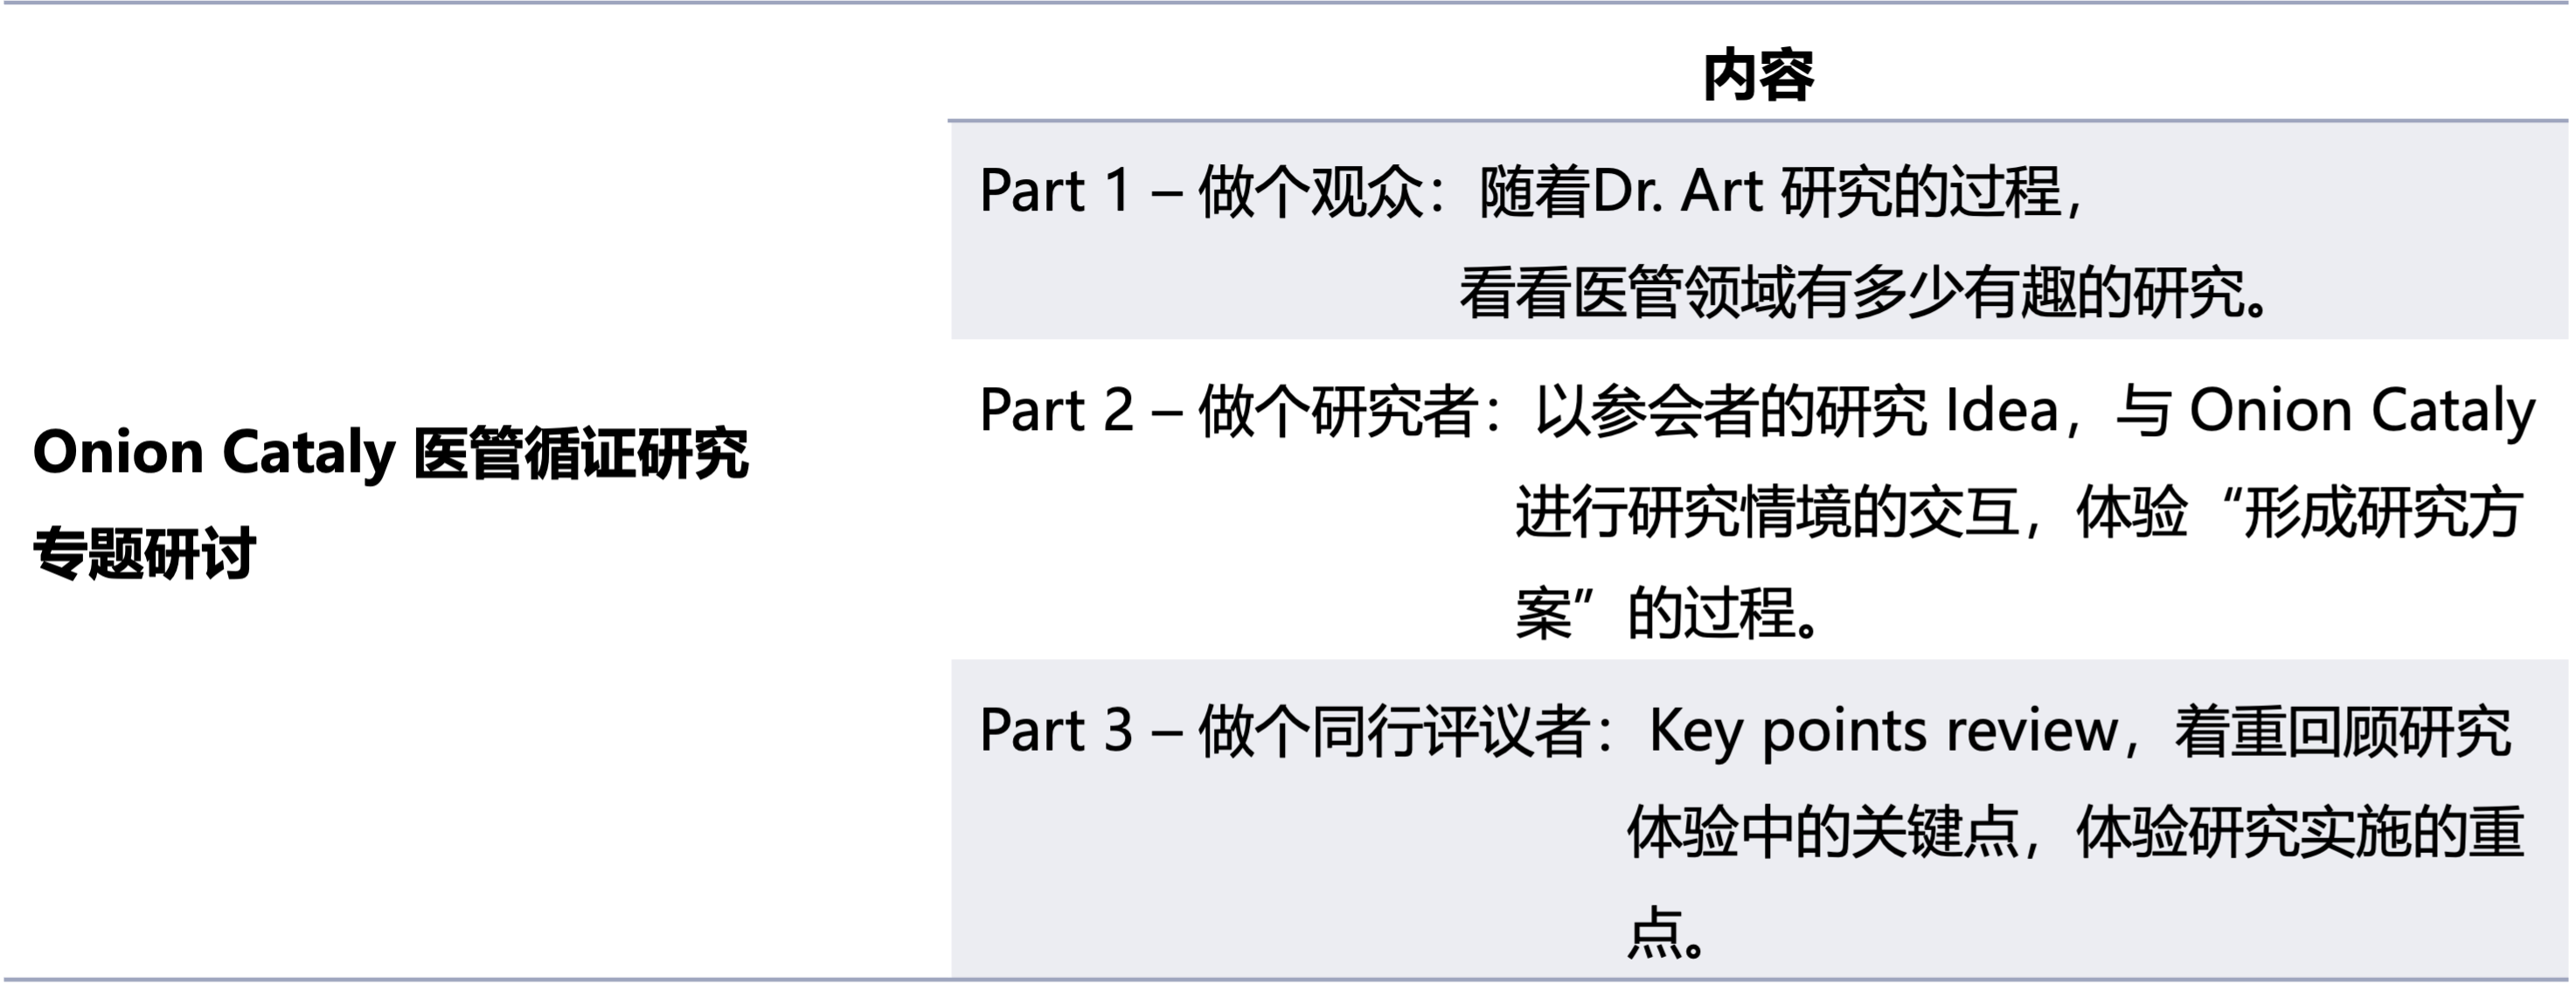 内容
Onion Cataly 医管循证研究
专题研讨
Part 1 – 做个观众：随着Dr. Art 研究的过程，
看看医管领域有多少有趣的研究。
Part 2 – 做个研究者：以参会者的研究 Idea，与 Onion Cataly
进行研究情境的交互，体验“形成研究方
案”的过程。
Part 3 – 做个同行评议者：Key points review，着重回顾研究
体验中的关键点，体验研究实施的重
点。